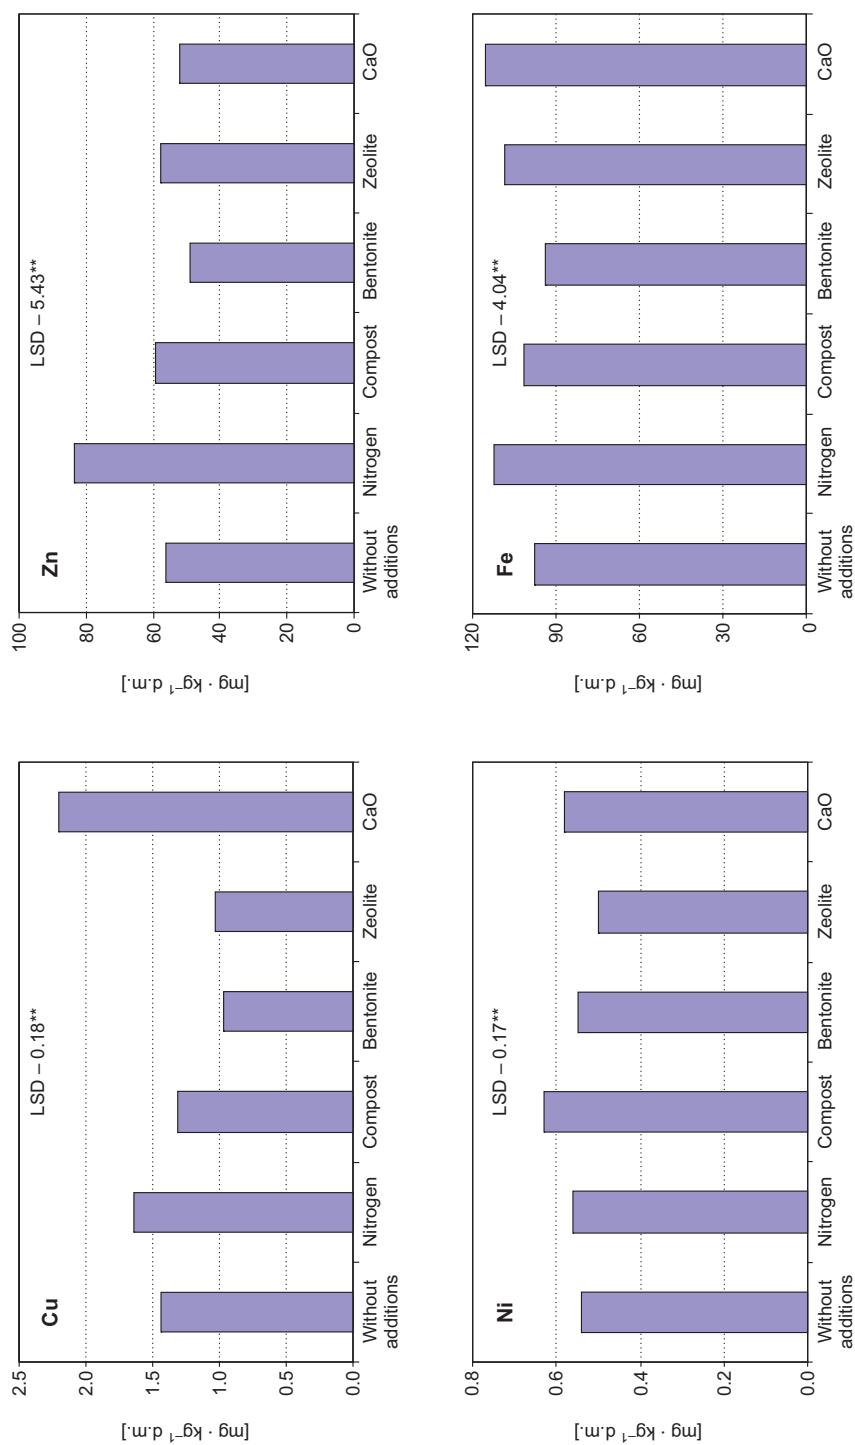 Cu
LSD – 0.18**
2.5
2.0
1.5
1.0
0.5
0.0
[mg · kg⁻¹ d.m.]
Without
additions
Nitrogen
Compost
Bentonite
Zeolite
CaO
Zn
LSD – 5.43**
100
80
60
40
20
0
[mg · kg⁻¹ d.m.]
Without
additions
Nitrogen
Compost
Bentonite
Zeolite
CaO
Ni
LSD – 0.17**
0.8
0.6
0.4
0.2
0.0
[mg · kg⁻¹ d.m.]
Without
additions
Nitrogen
Compost
Bentonite
Zeolite
CaO
Fe
LSD – 4.04**
120
90
60
30
0
[mg · kg⁻¹ d.m.]
Without
additions
Nitrogen
Compost
Bentonite
Zeolite
CaO